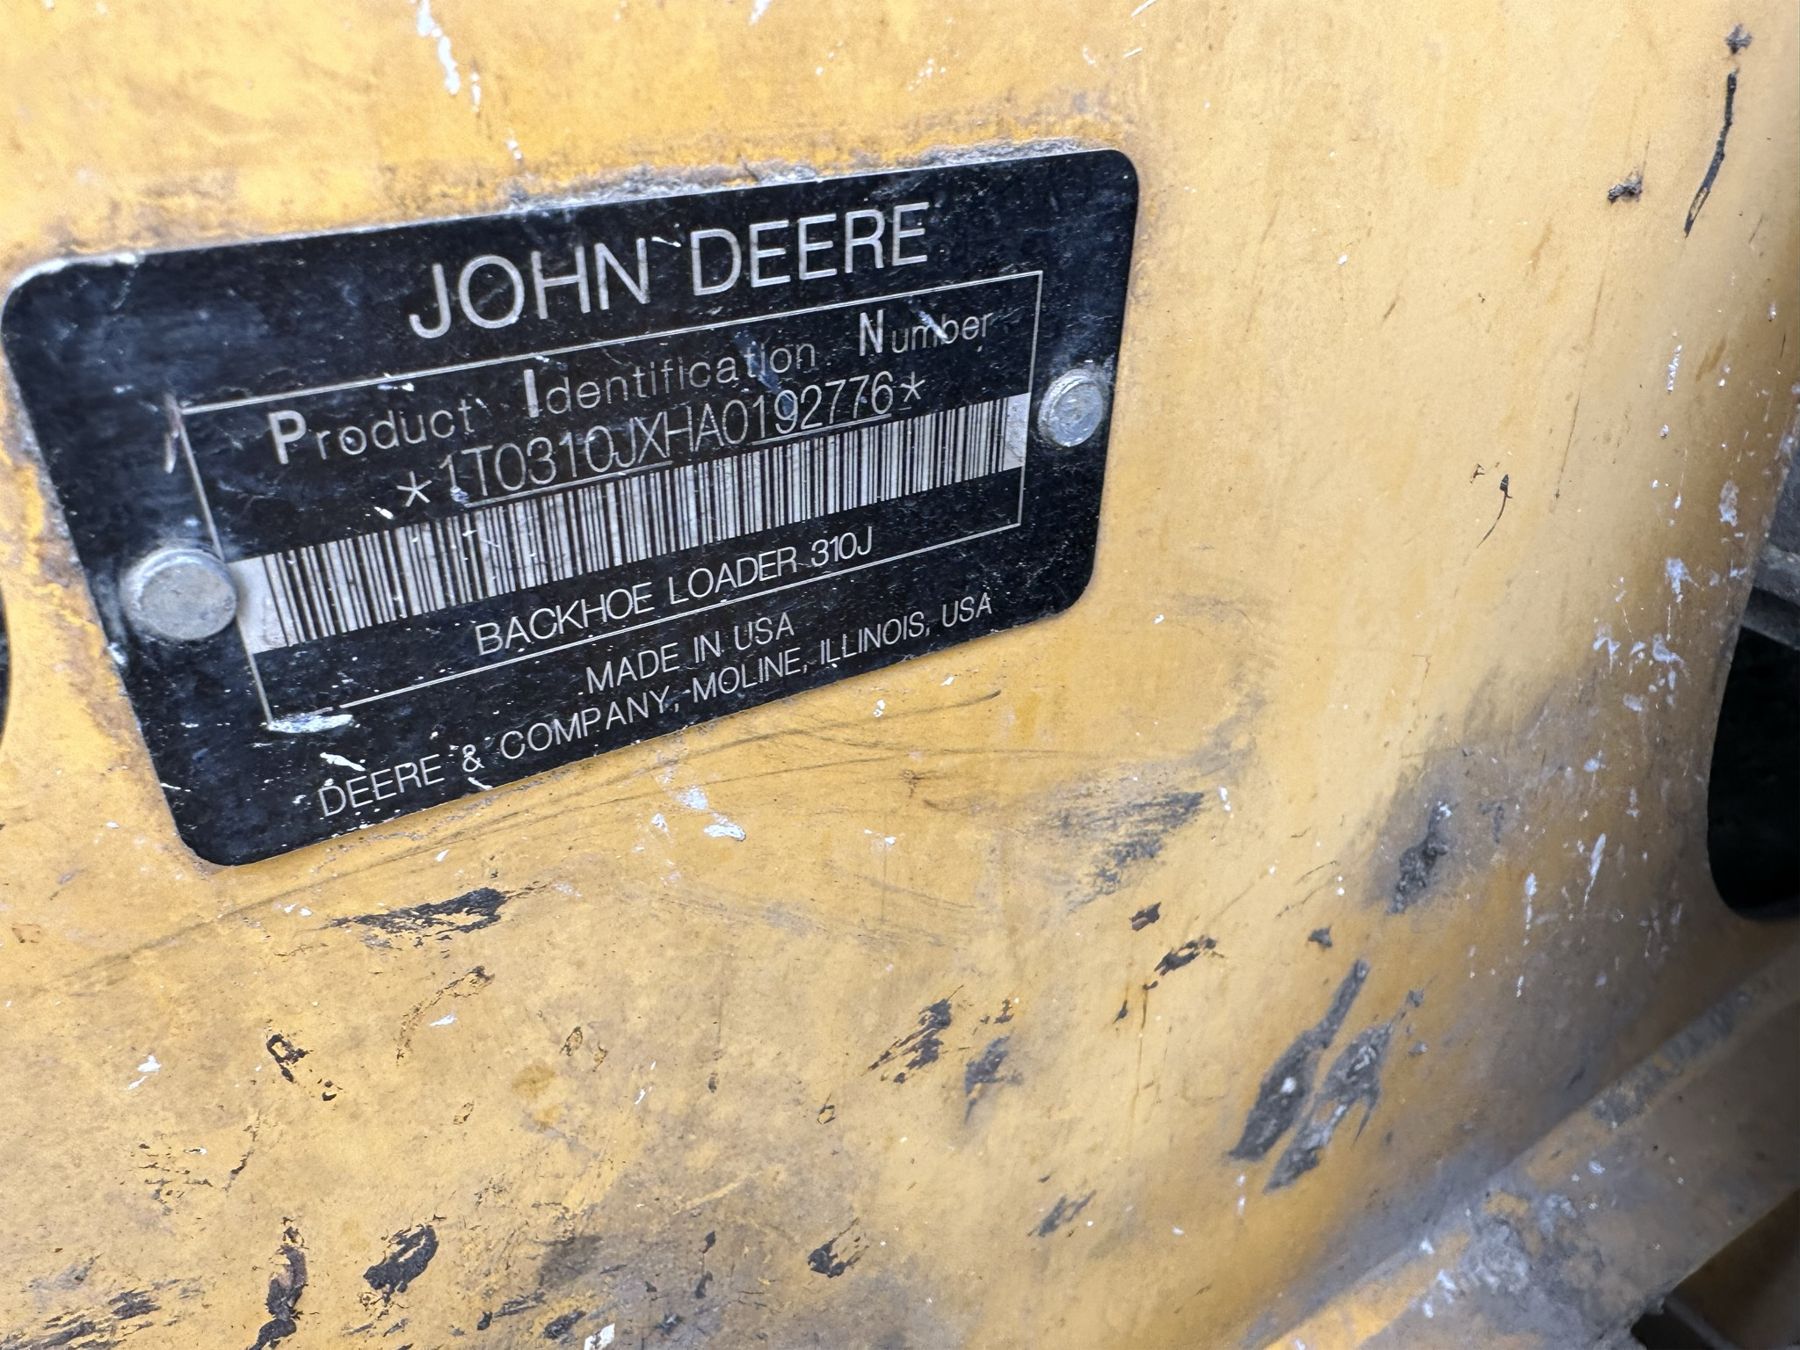 JOHN DEERE
Product Identification Number
*1T0310JXHA0192776*
BACKHOE LOADER 310J
MADE IN USA
DEERE & COMPANY, MOLINE, ILLINOIS, USA